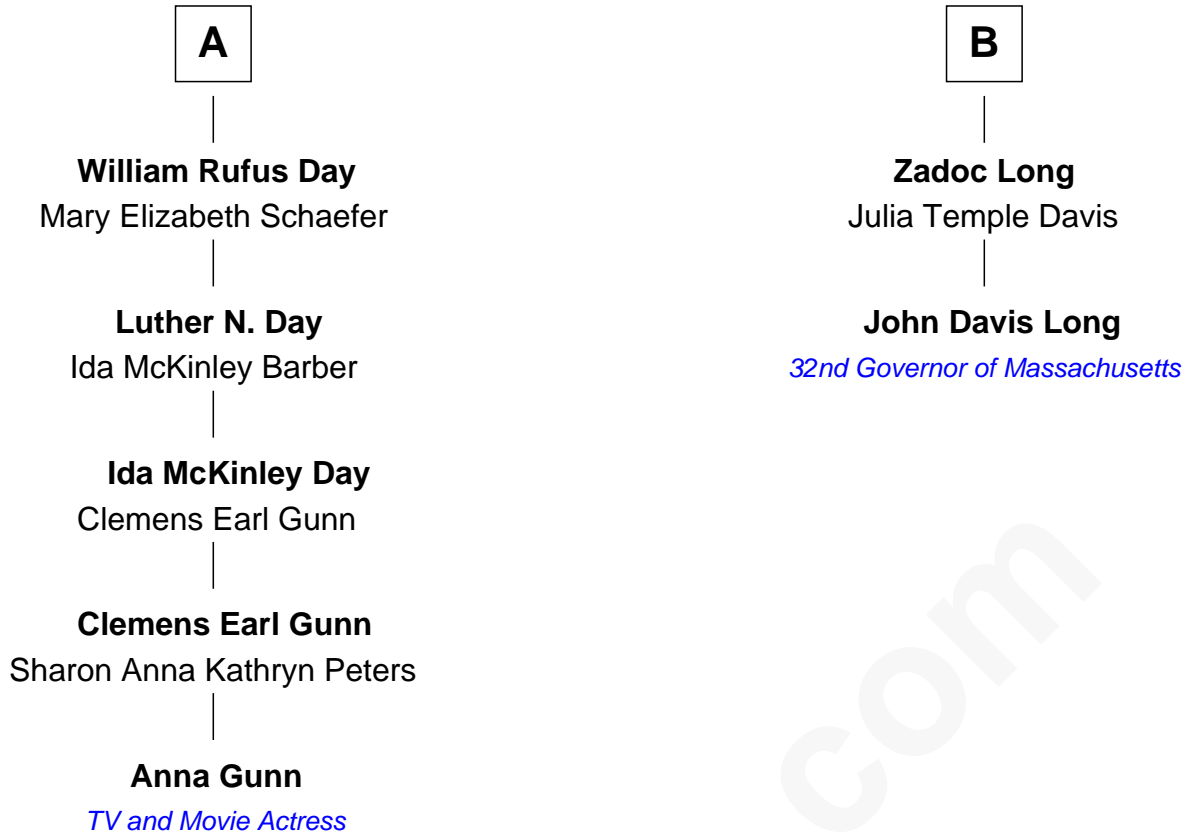 A
William Rufus Day
Mary Elizabeth Schaefer
Luther N. Day
Ida McKinley Barber
Ida McKinley Day
Clemens Earl Gunn
Clemens Earl Gunn
Sharon Anna Kathryn Peters
Anna Gunn
TV and Movie Actress
B
Zadoc Long
Julia Temple Davis
John Davis Long
32nd Governor of Massachusetts
com